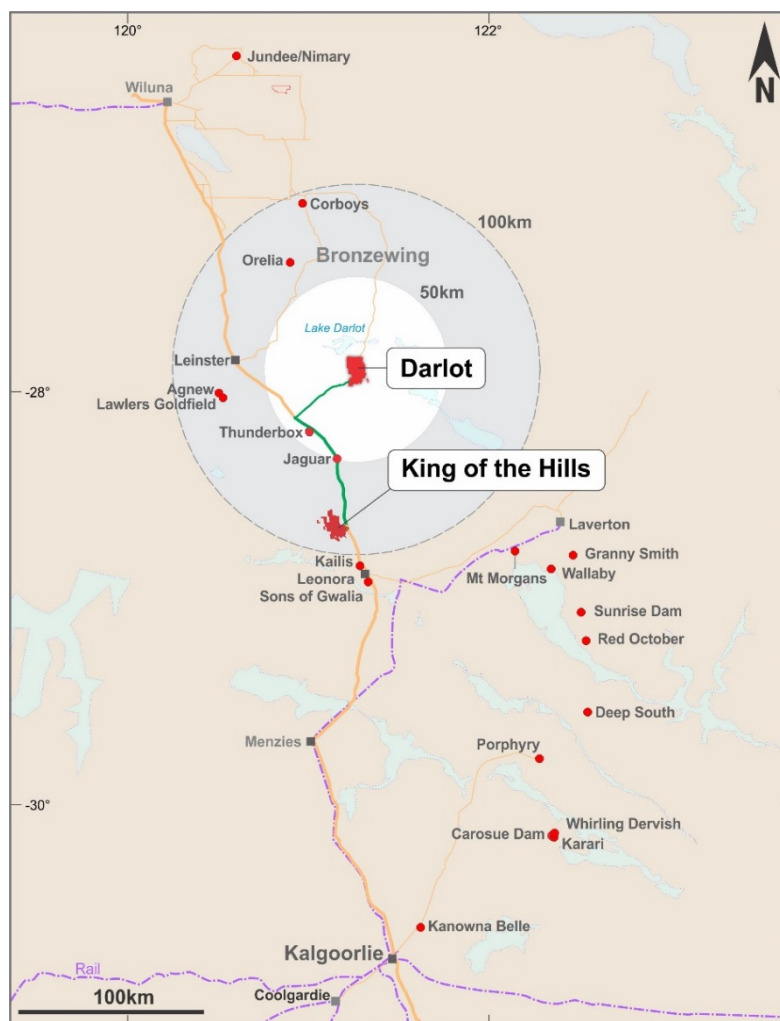 120°
122°
N
Jundee/Nimary
Wiluna
Corboys
100km
Orelia
Bronzewing
50km
Lake Darlot
Leinster
Darlot
-28°
Agnew
Lawlers Goldfield
Thunderbox
Jaguar
King of the Hills
Laverton
Kailis
Leonora
Sons of Gwalia
Granny Smith
Mt Morgans
Wallaby
Sunrise Dam
Red October
Deep South
Menzies
Porphyry
-30°
Whirling Dervish
Carosue Dam
Karari
Kanowna Belle
Kalgoorlie
Rail
Coolgardie
100km